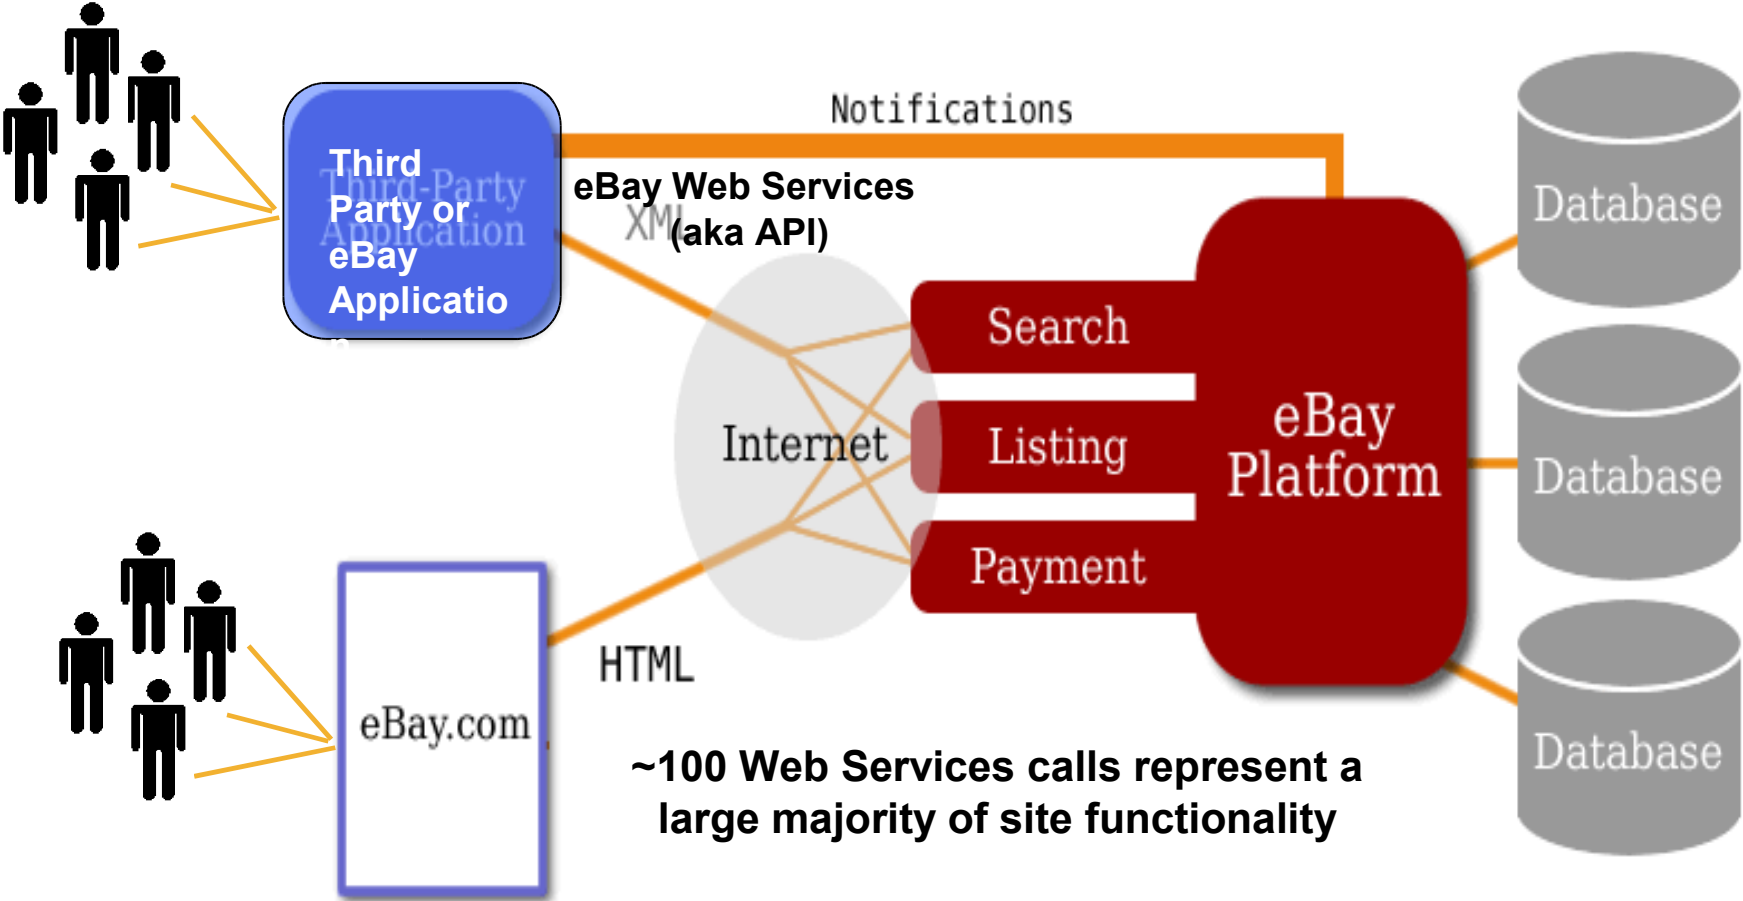 Notifications
Third
Party or
eBay
Applicatio
n
Third-Party
Application
eBay Web Services
(aka API)
XML
Search
Listing
Payment
Internet
eBay
Platform
Database
Database
Database
HTML
eBay.com
~100 Web Services calls represent a
large majority of site functionality